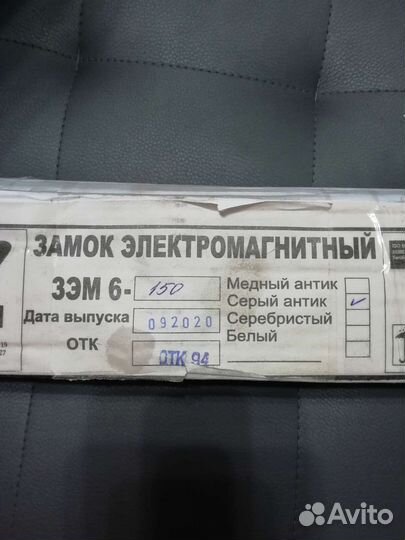 ЗАМОК ЭЛЕКТРОМАГНИТНЫЙ
ЗЭМ 6- 150
Дата выпуска 092020
ОТК ОТК 94
Медный антик
Серый антик ✓
Серебристый
Белый
Avito